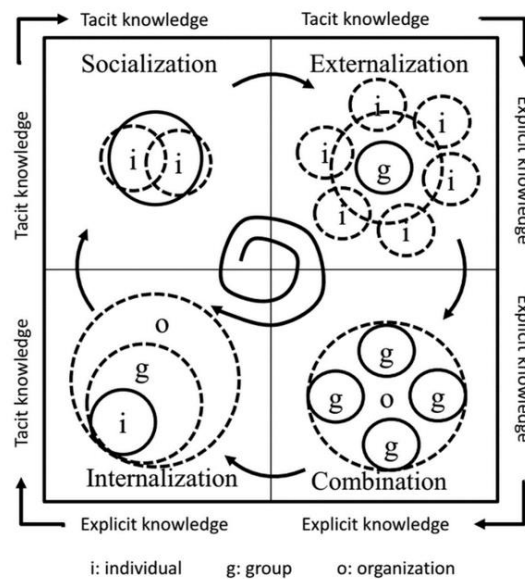 Tacit knowledge
Tacit knowledge
Socialization
Externalization
Tacit knowledge
Explicit knowledge
i
i
i
i
i
i
i
i
g
Tacit knowledge
Explicit knowledge
o
g
i
g
g
o
g
g
Internalization
Combination
Explicit knowledge
Explicit knowledge
i: individual
g: group
o: organization